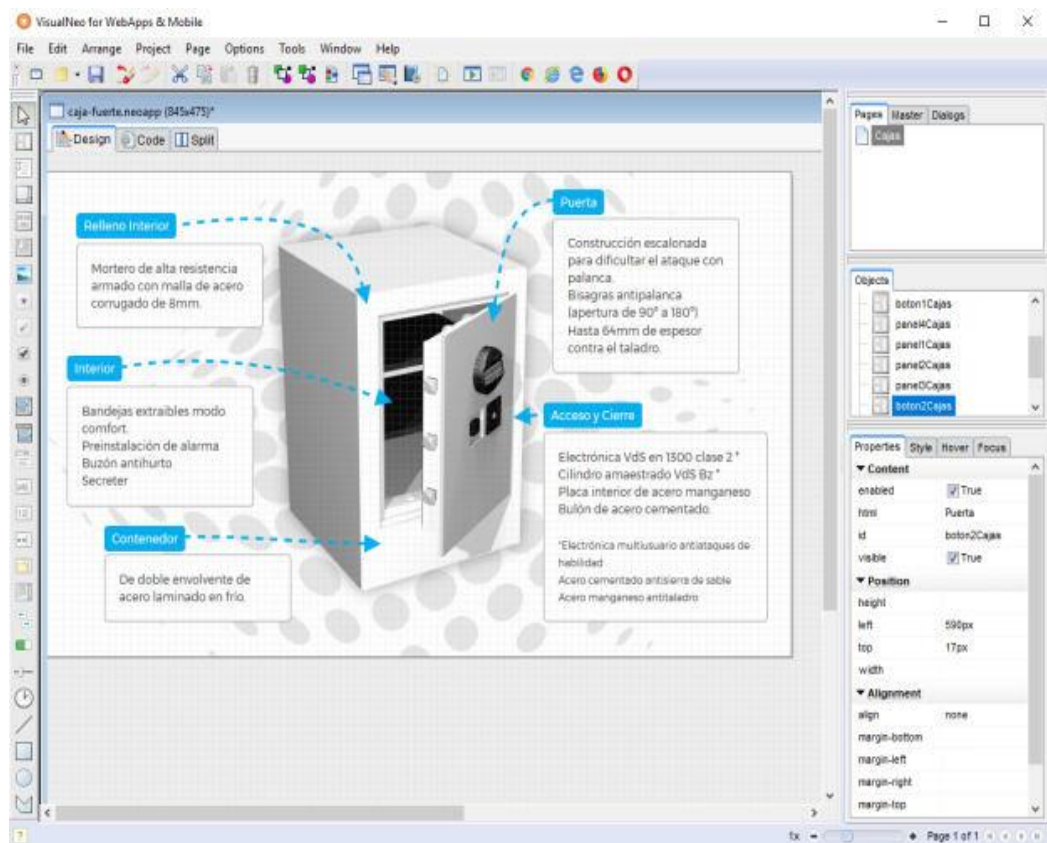 VisualNeo for WebApps & Mobile
File Edit Arrange Project Page Options Tools Window Help
caja-fuerte.neoapp (845x475)*
Design Code Split
Relleno Interior
Mortero de alta resistencia
armado con malla de acero
corrugado de 8mm.
Puerta
Construcción escalonada
para dificultar el ataque con
palanca.
Bisagras antipalanca
(apertura de 90° a 180°)
Hasta 64mm de espesor
contra el taladro.
Interior
Bandejas extraibles modo
comfort.
Preinstalación de alarma
Buzón antihurto
Secreter
Acceso y Cierre
Electrónica VdS en 1300 clase 2 *
Cilindro amaestrado VdS Bz *
Placa interior de acero manganeso
Bulón de acero cementado.
*Electrónica multiusuario antiataques de
habilidad
Acero cementado antisierra de sable
Acero manganeso antitaladro
Contenedor
De doble envolvente de
acero laminado en frío.
Pages Master Dialogs
Cajas
Objects
boton1Cajas
panel4Cajas
panel1Cajas
panel2Cajas
panel3Cajas
boton2Cajas
Properties Style Hover Focus
Content
enabled True
html Puerta
id boton2Cajas
visible True
Position
height
left 590px
top 17px
width
Alignment
align none
margin-bottom
margin-left
margin-right
margin-top
1x
Page 1 of 1